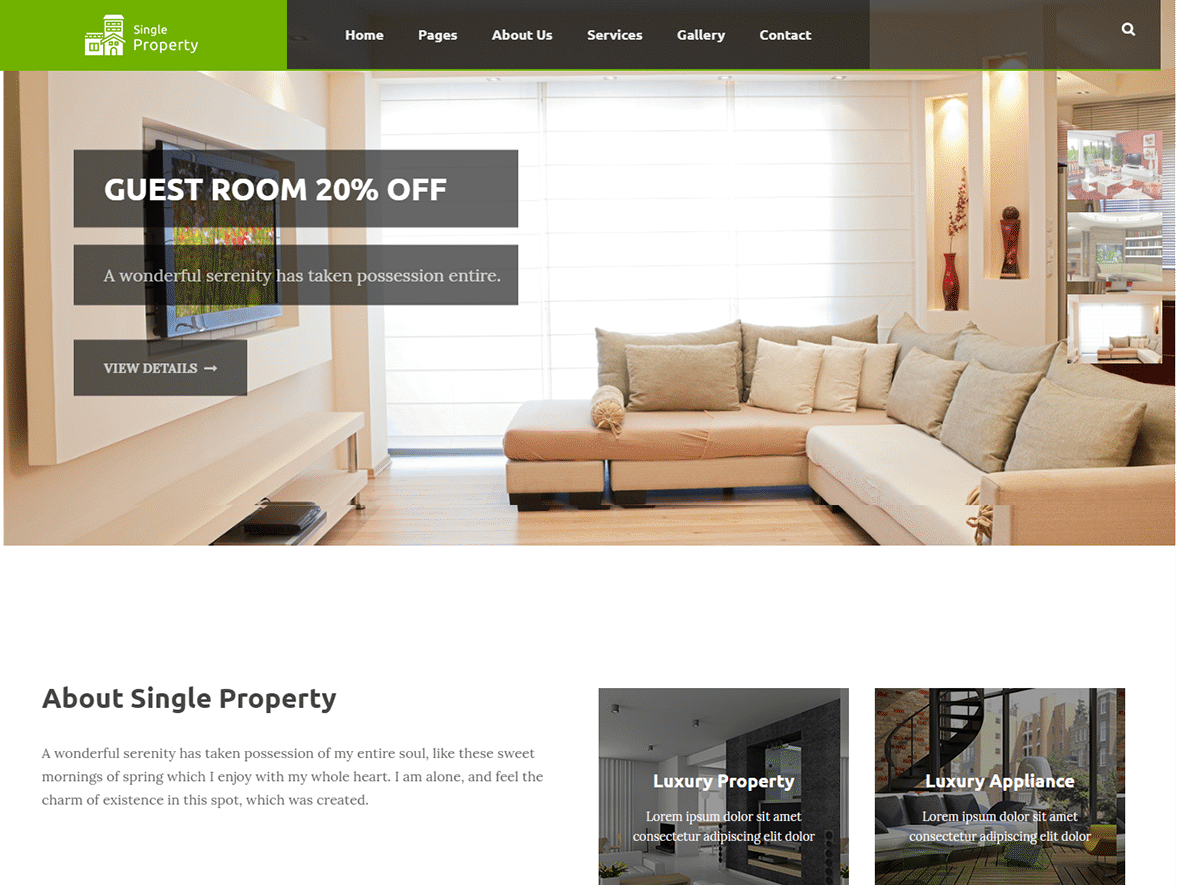 Single
Property
Home Pages About Us Services Gallery Contact
GUEST ROOM 20% OFF
A wonderful serenity has taken possession entire.
VIEW DETAILS →
About Single Property
A wonderful serenity has taken possession of my entire soul, like these sweet
mornings of spring which I enjoy with my whole heart. I am alone, and feel the
charm of existence in this spot, which was created.
Luxury Property
Lorem ipsum dolor sit amet
consectetur adipiscing elit dolor
Luxury Appliance
Lorem ipsum dolor sit amet
consectetur adipiscing elit dolor